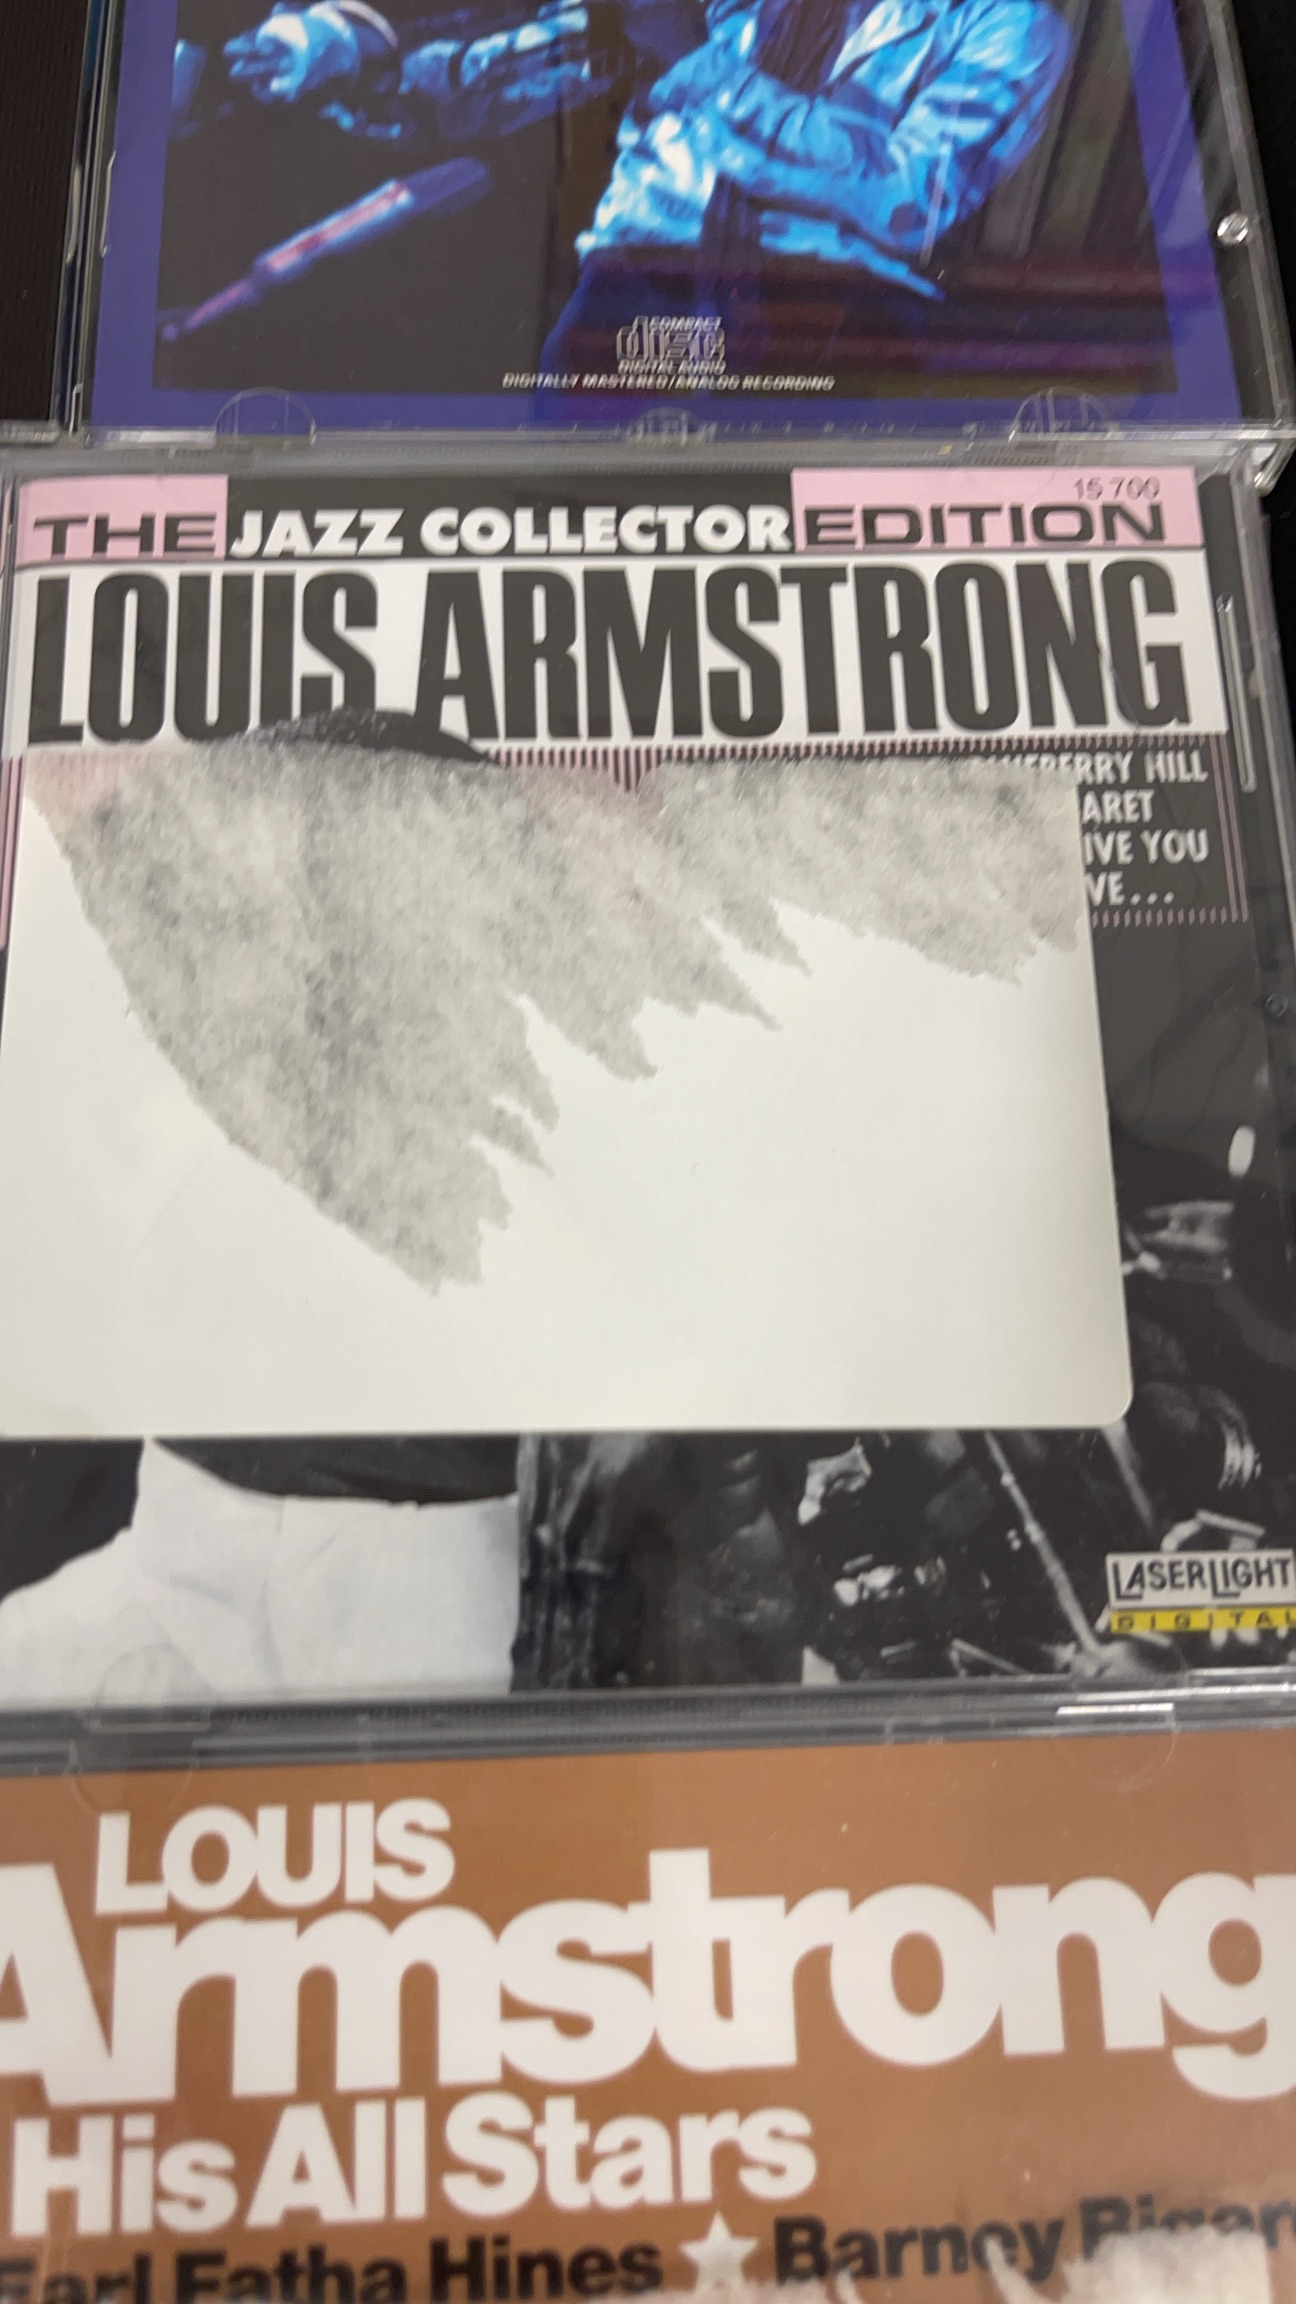 COMPACT
disc
DIGITAL AUDIO
DIGITALLY MASTERED/ANALOG RECORDING
15 700
THE JAZZ COLLECTOR EDITION
LOUIS ARMSTRONG
ERRY HILL
ARET
IVE YOU
VE...
LASERLIGHT
DIGITAL
LOUIS
Armstrong
His All Stars
Earl Fatha Hines ★ Barney